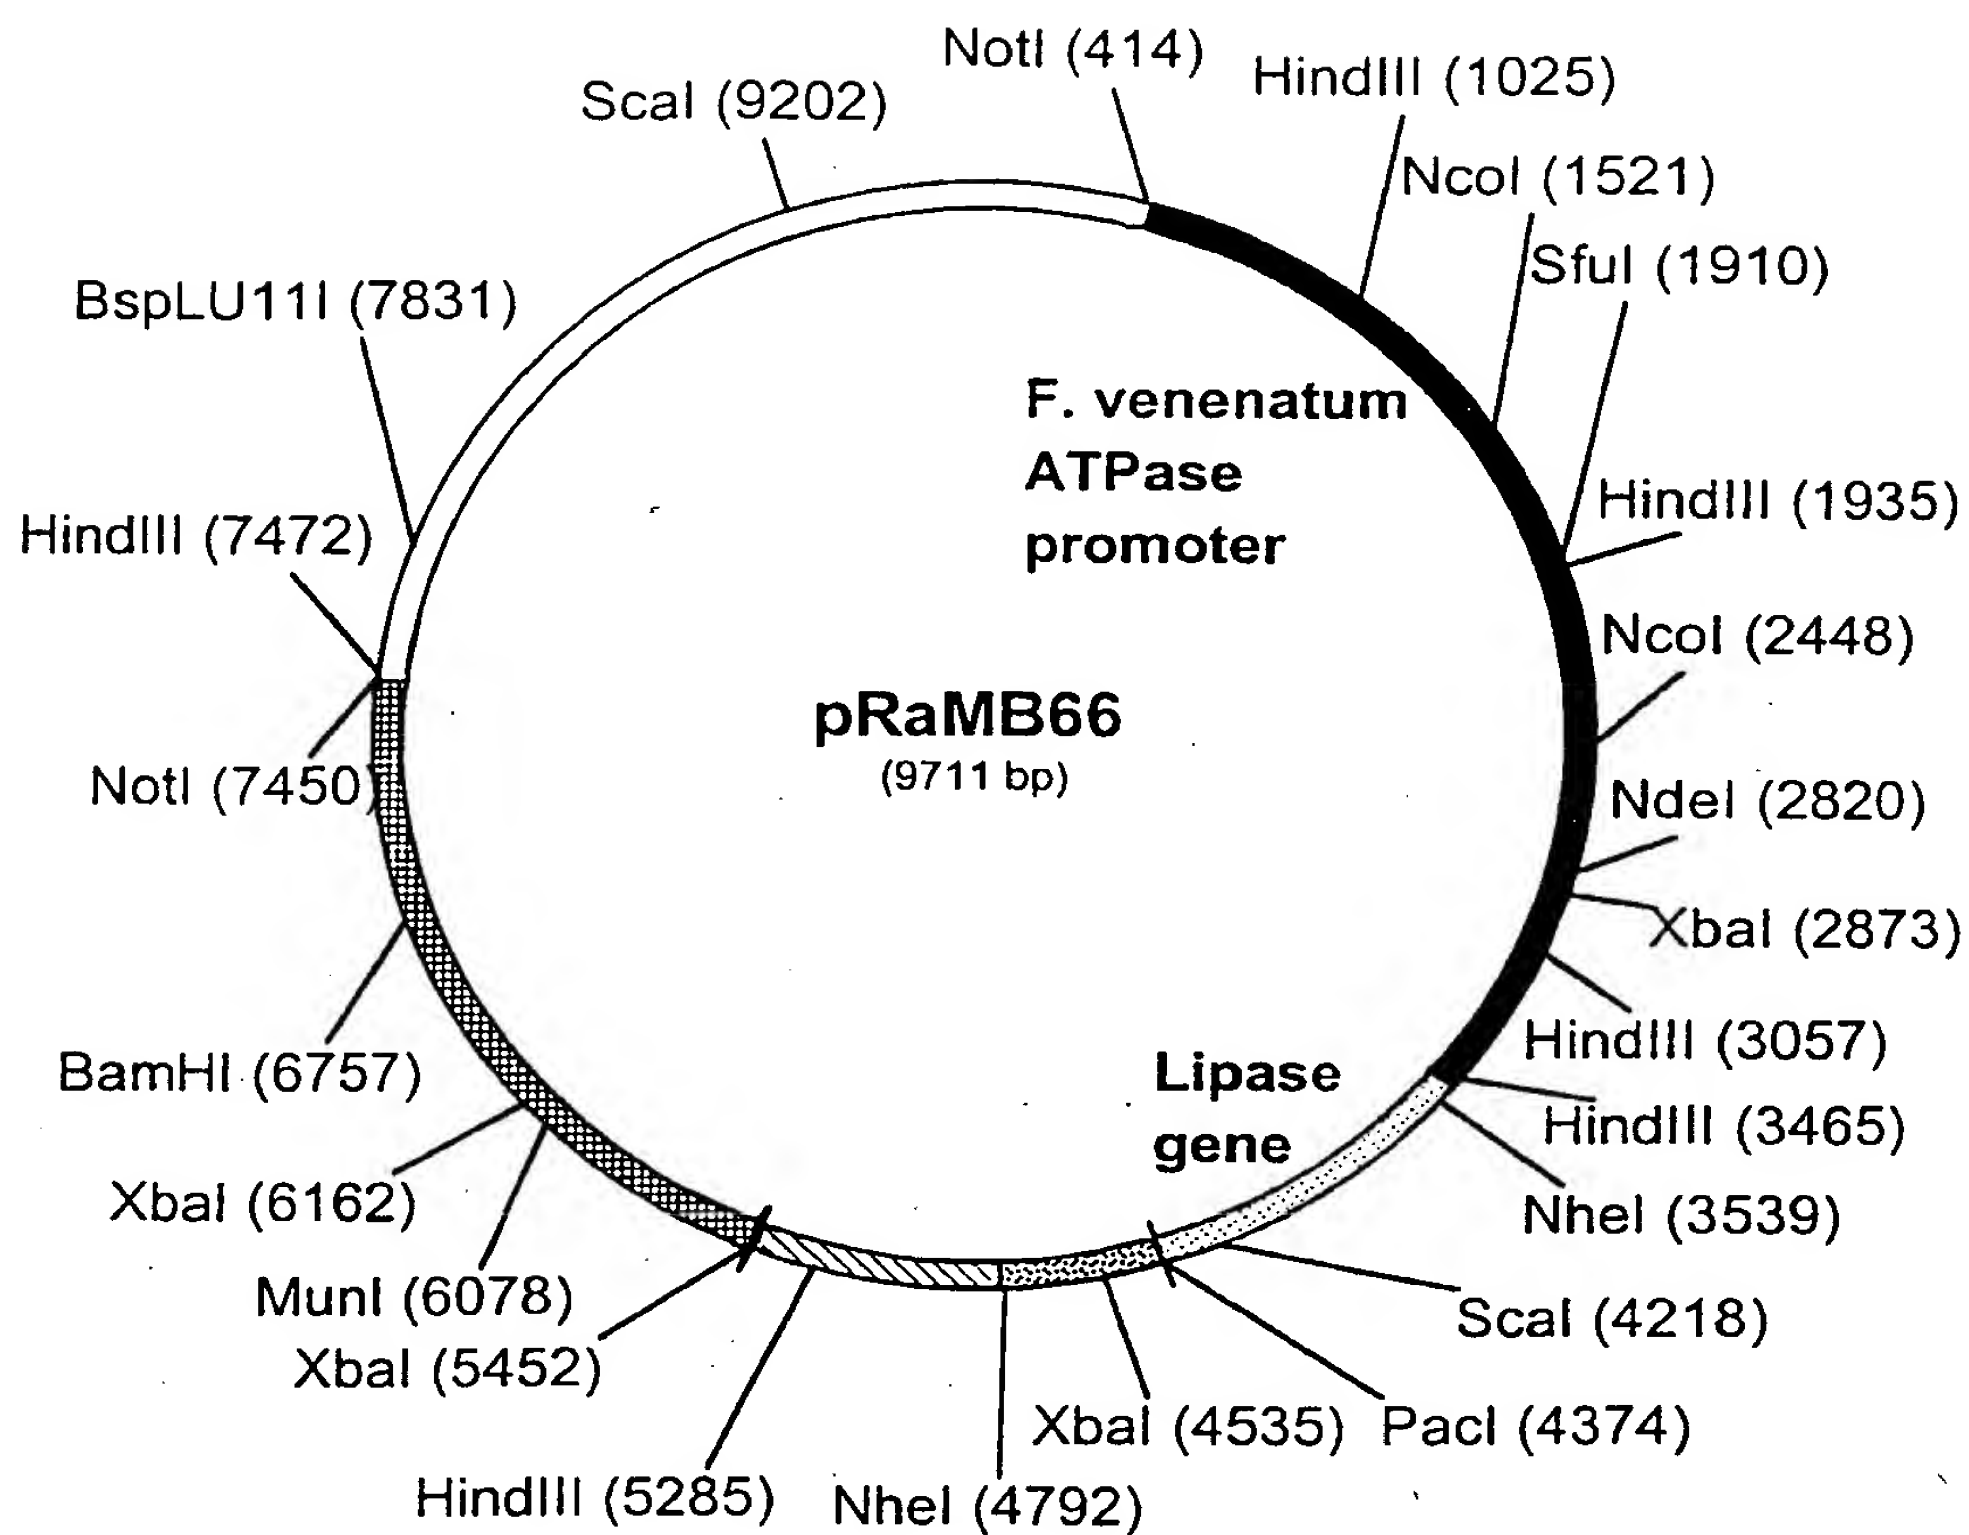 NotI (414)
HindIII (1025)
ScaI (9202)
NcoI (1521)
SfuI (1910)
BspLU11I (7831)
F. venenatum
ATPase
promoter
HindIII (1935)
HindIII (7472)
NcoI (2448)
pRaMB66
(9711 bp)
NotI (7450)
NdeI (2820)
XbaI (2873)
HindIII (3057)
BamHI (6757)
Lipase
gene
HindIII (3465)
XbaI (6162)
NheI (3539)
MunI (6078)
ScaI (4218)
XbaI (5452)
XbaI (4535)
PacI (4374)
HindIII (5285)
NheI (4792)